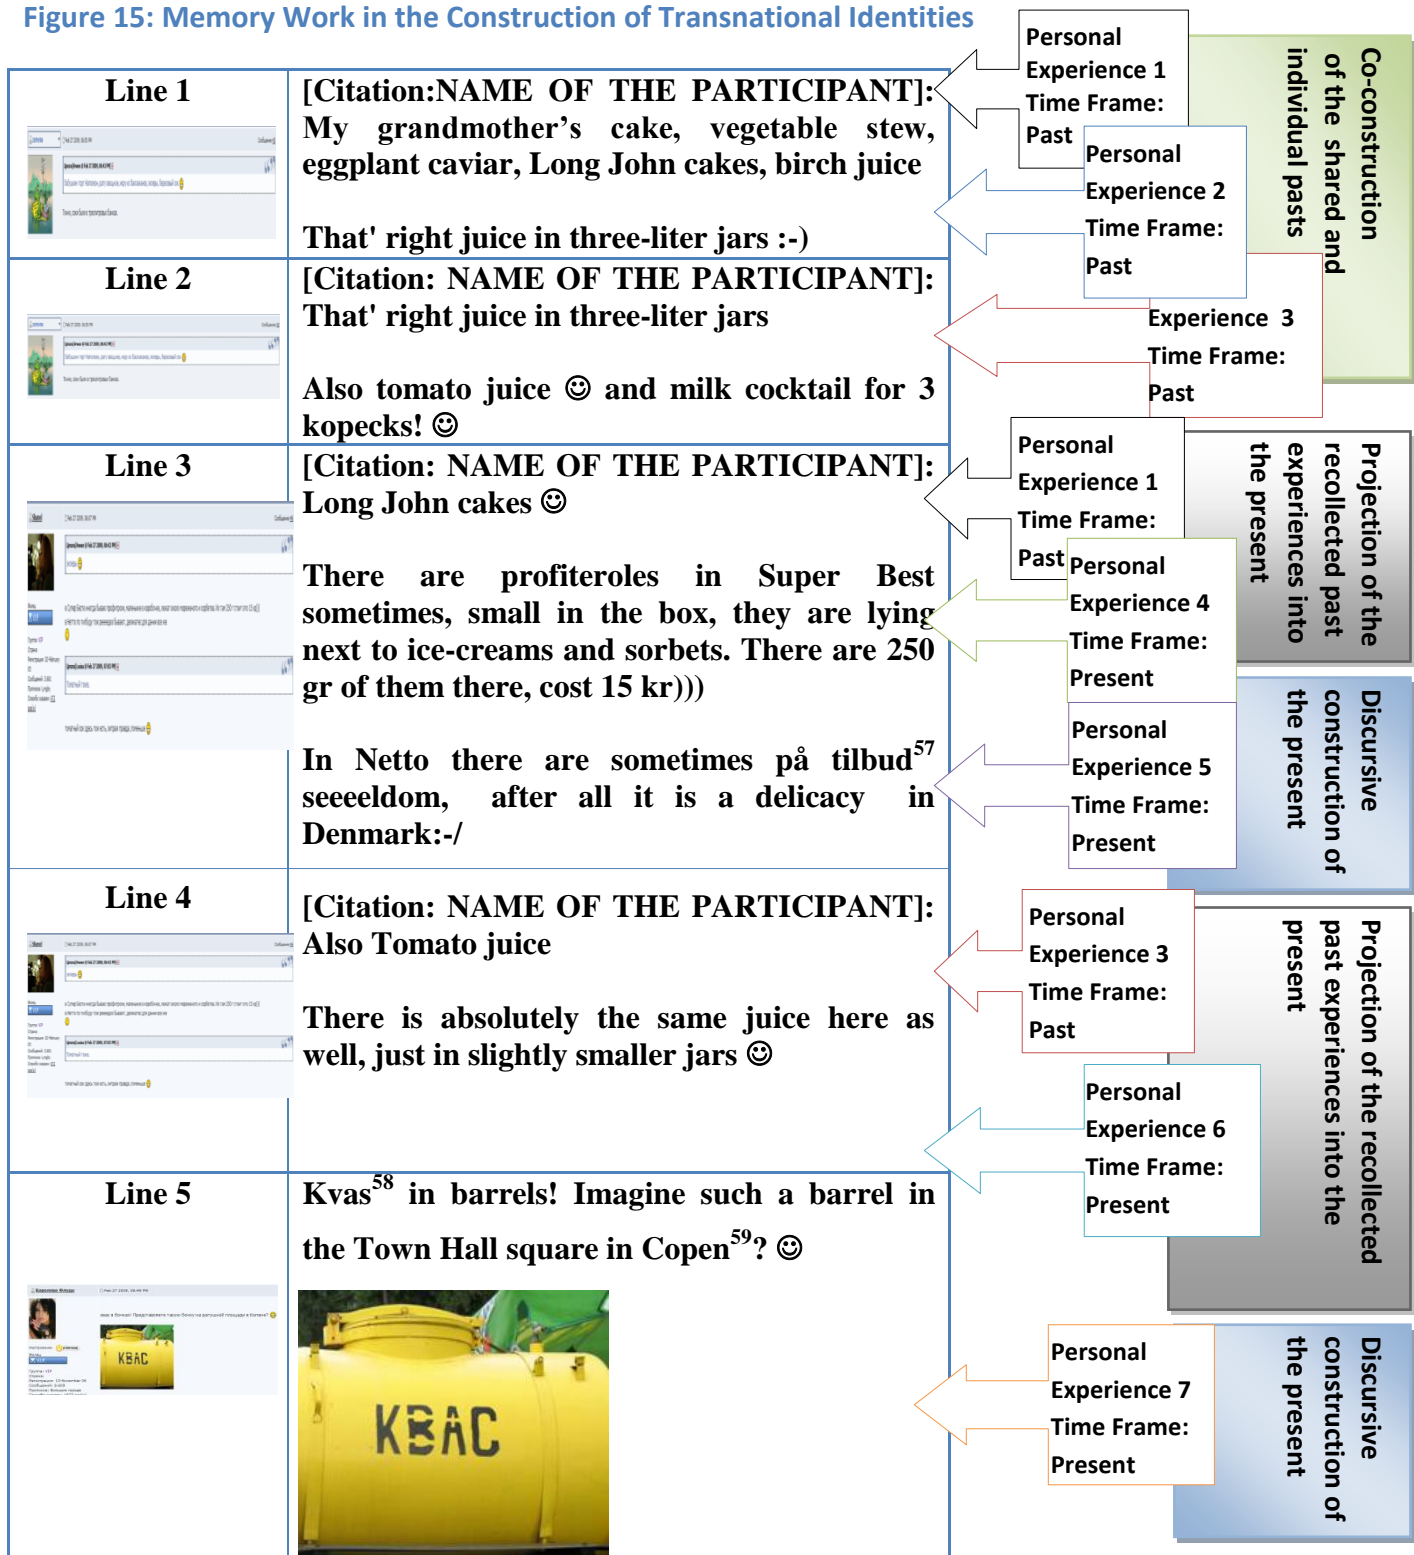 Figure 15: Memory Work in the Construction of Transnational Identities
Line 1
[Citation:NAME OF THE PARTICIPANT]:
My grandmother's cake, vegetable stew,
eggplant caviar, Long John cakes, birch juice
That' right juice in three-liter jars :-)
Line 2
[Citation: NAME OF THE PARTICIPANT]:
That' right juice in three-liter jars
Also tomato juice ☺ and milk cocktail for 3
kopecks! ☺
Line 3
[Citation: NAME OF THE PARTICIPANT]:
Long John cakes ☺
There are profiteroles in Super Best
sometimes, small in the box, they are lying
next to ice-creams and sorbets. There are 250
gr of them there, cost 15 kr)))
In Netto there are sometimes på tilbud57
seeeeldom, after all it is a delicacy in
Denmark:-/
Line 4
[Citation: NAME OF THE PARTICIPANT]:
Also Tomato juice
There is absolutely the same juice here as
well, just in slightly smaller jars ☺
Line 5
Kvas58 in barrels! Imagine such a barrel in
the Town Hall square in Copen59? ☺
КВАС
КВАС
Personal
Experience 1
Time Frame:
Past
Personal
Experience 2
Time Frame:
Past
Experience 3
Time Frame:
Past
Co-construction
of the shared and
individual pasts
Personal
Experience 1
Time Frame:
Past
Personal
Experience 4
Time Frame:
Present
Projection of the
recollected past
experiences into
the present
Personal
Experience 5
Time Frame:
Present
Discursive
construction of
the present
Personal
Experience 3
Time Frame:
Past
Personal
Experience 6
Time Frame:
Present
Projection of the recollected
past experiences into the
present
Personal
Experience 7
Time Frame:
Present
Discursive
construction of
the present